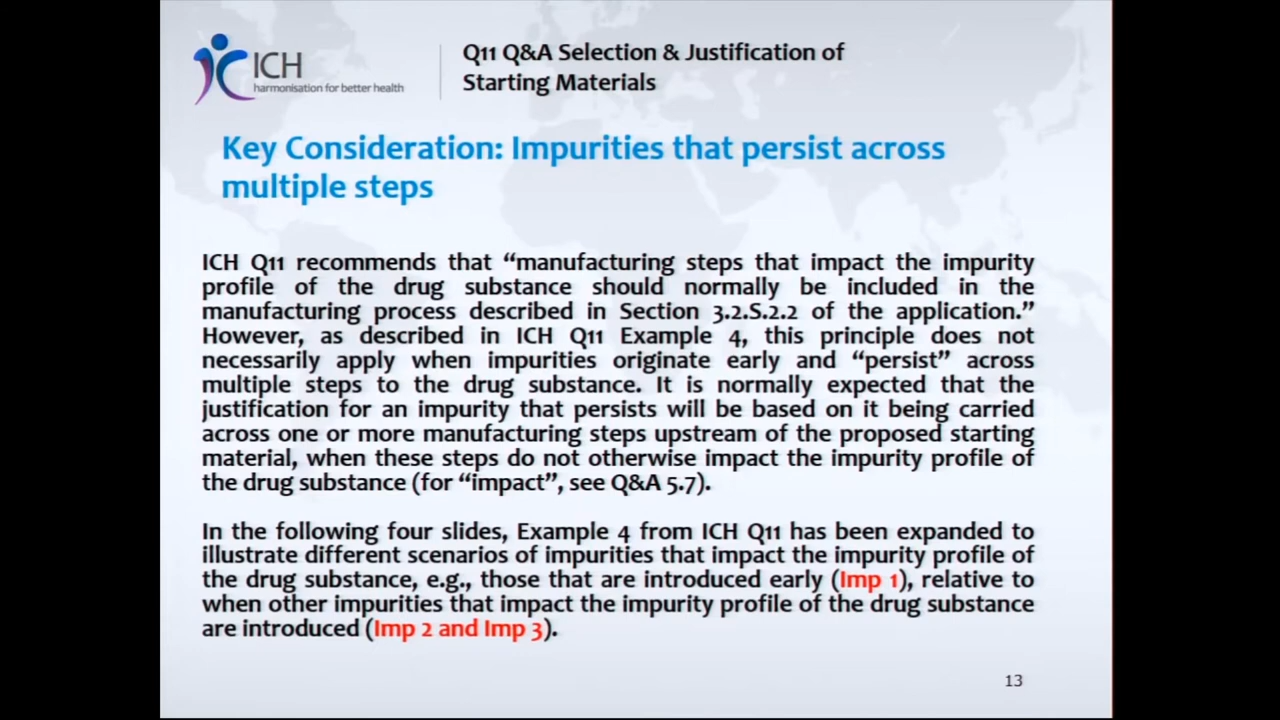 ICH
harmonisation for better health
Q11 Q&A Selection & Justification of
Starting Materials
Key Consideration: Impurities that persist across
multiple steps
ICH Q11 recommends that “manufacturing steps that impact the impurity
profile of the drug substance should normally be included in the
manufacturing process described in Section 3.2.S.2.2 of the application.”
However, as described in ICH Q11 Example 4, this principle does not
necessarily apply when impurities originate early and “persist” across
multiple steps to the drug substance. It is normally expected that the
justification for an impurity that persists will be based on it being carried
across one or more manufacturing steps upstream of the proposed starting
material, when these steps do not otherwise impact the impurity profile of
the drug substance (for “impact”, see Q&A 5.7).
In the following four slides, Example 4 from ICH Q11 has been expanded to
illustrate different scenarios of impurities that impact the impurity profile of
the drug substance, e.g., those that are introduced early (Imp 1), relative to
when other impurities that impact the impurity profile of the drug substance
are introduced (Imp 2 and Imp 3).
13